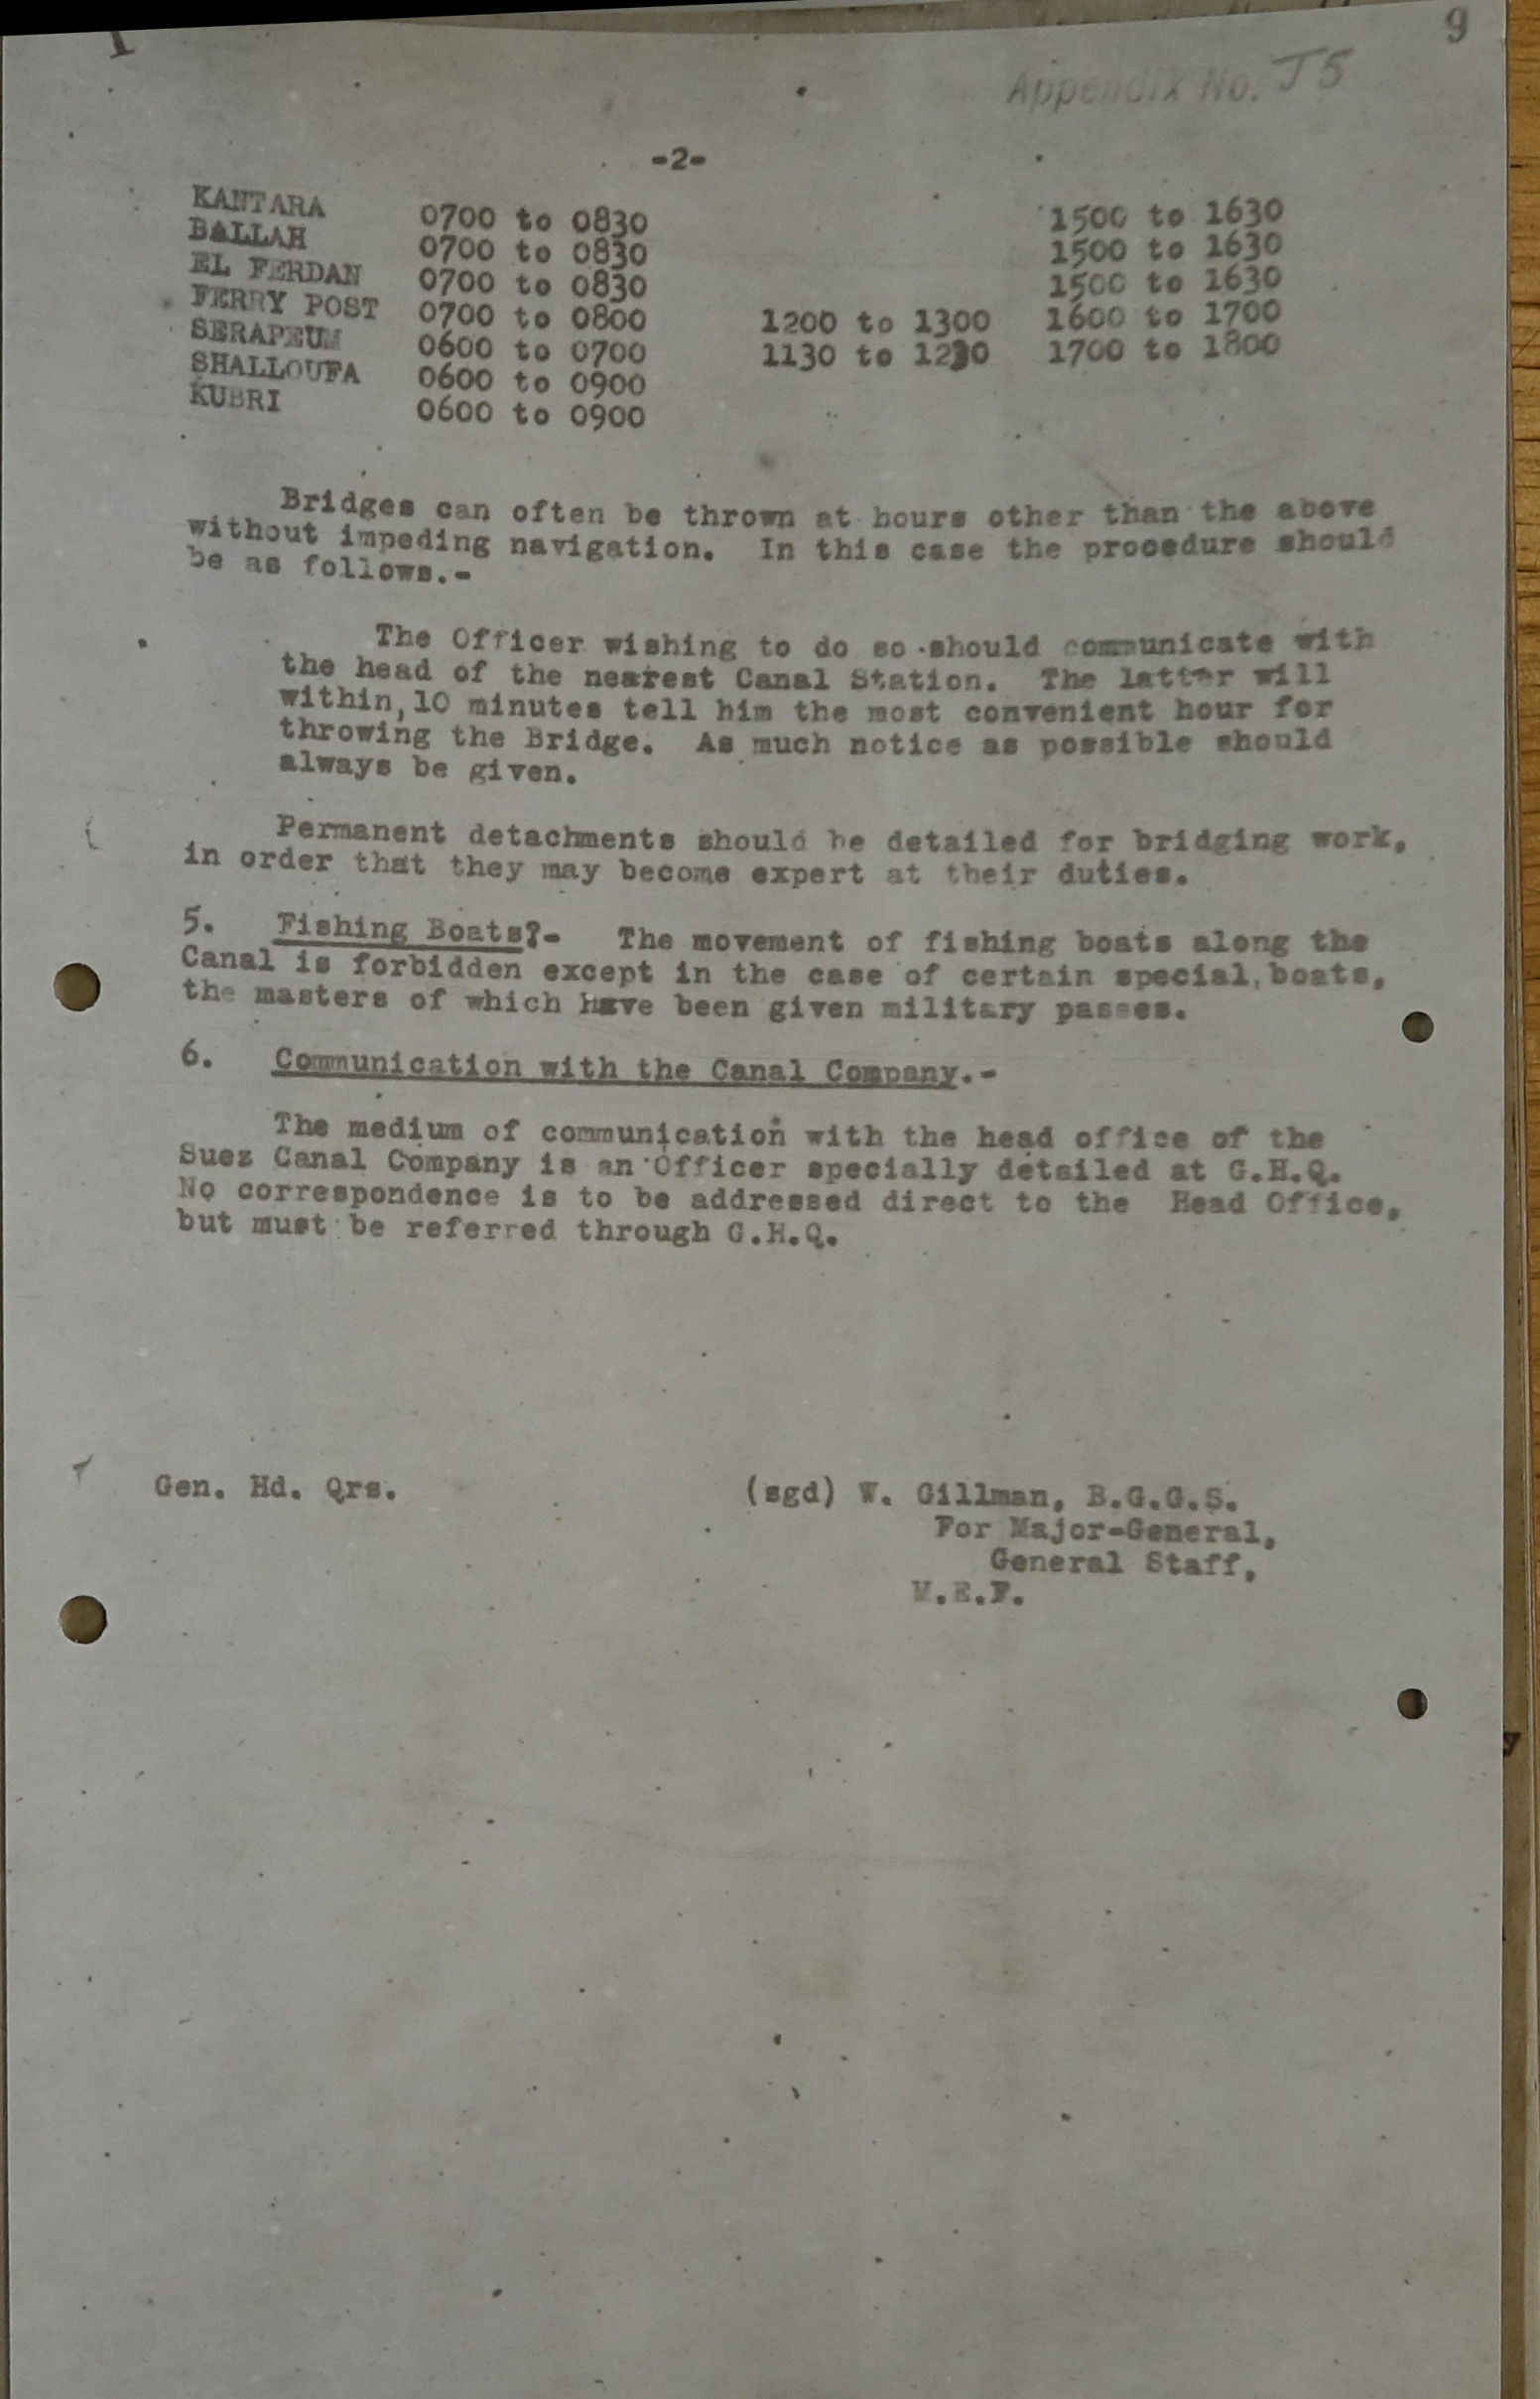 9
Appendix No. J5
-2-
KANTARA 0700 to 0830 1500 to 1630
BALLAH 0700 to 0830 1500 to 1630
EL FERDAN 0700 to 0830 1500 to 1630
FERRY POST 0700 to 0800 1200 to 1300 1600 to 1700
SERAPEUM 0600 to 0700 1130 to 1230 1700 to 1800
SHALLOUFA 0600 to 0900
KUBRI 0600 to 0900
Bridges can often be thrown at hours other than the above
without impeding navigation. In this case the procedure should
be as follows.-
The Officer wishing to do so should communicate with
the head of the nearest Canal Station. The latter will
within, 10 minutes tell him the most convenient hour for
throwing the Bridge. As much notice as possible should
always be given.
Permanent detachments should be detailed for bridging work,
in order that they may become expert at their duties.
5. Fishing Boats?- The movement of fishing boats along the
Canal is forbidden except in the case of certain special, boats,
the masters of which have been given military passes.
6. Communication with the Canal Company.-
The medium of communication with the head office of the
Suez Canal Company is an Officer specially detailed at G.H.Q.
No correspondence is to be addressed direct to the Head Office,
but must be referred through G.H.Q.
Gen. Hd. Qrs. (sgd) W. Gillman, B.G.G.S.
For Major-General,
General Staff,
M.E.F.